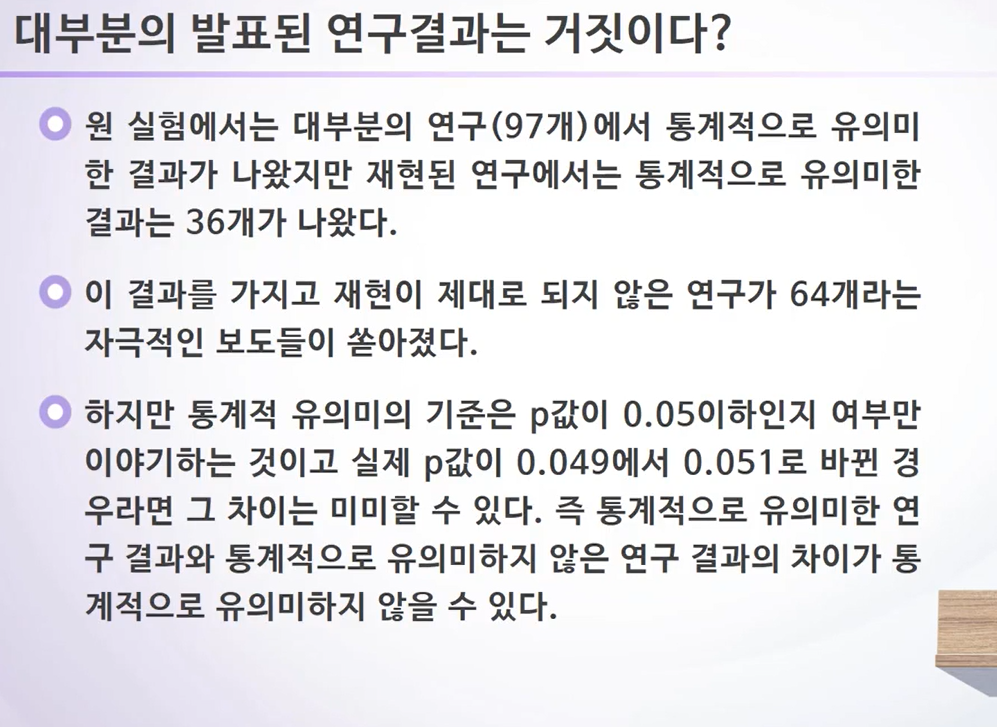 대부분의 발표된 연구결과는 거짓이다?
원 실험에서는 대부분의 연구(97개)에서 통계적으로 유의미
한 결과가 나왔지만 재현된 연구에서는 통계적으로 유의미한
결과는 36개가 나왔다.
이 결과를 가지고 재현이 제대로 되지 않은 연구가 64개라는
자극적인 보도들이 쏟아졌다.
하지만 통계적 유의미의 기준은 p값이 0.05이하인지 여부만
이야기하는 것이고 실제 p값이 0.049에서 0.051로 바뀐 경
우라면 그 차이는 미미할 수 있다. 즉 통계적으로 유의미한 연
구 결과와 통계적으로 유의미하지 않은 연구 결과의 차이가 통
계적으로 유의미하지 않을 수 있다.